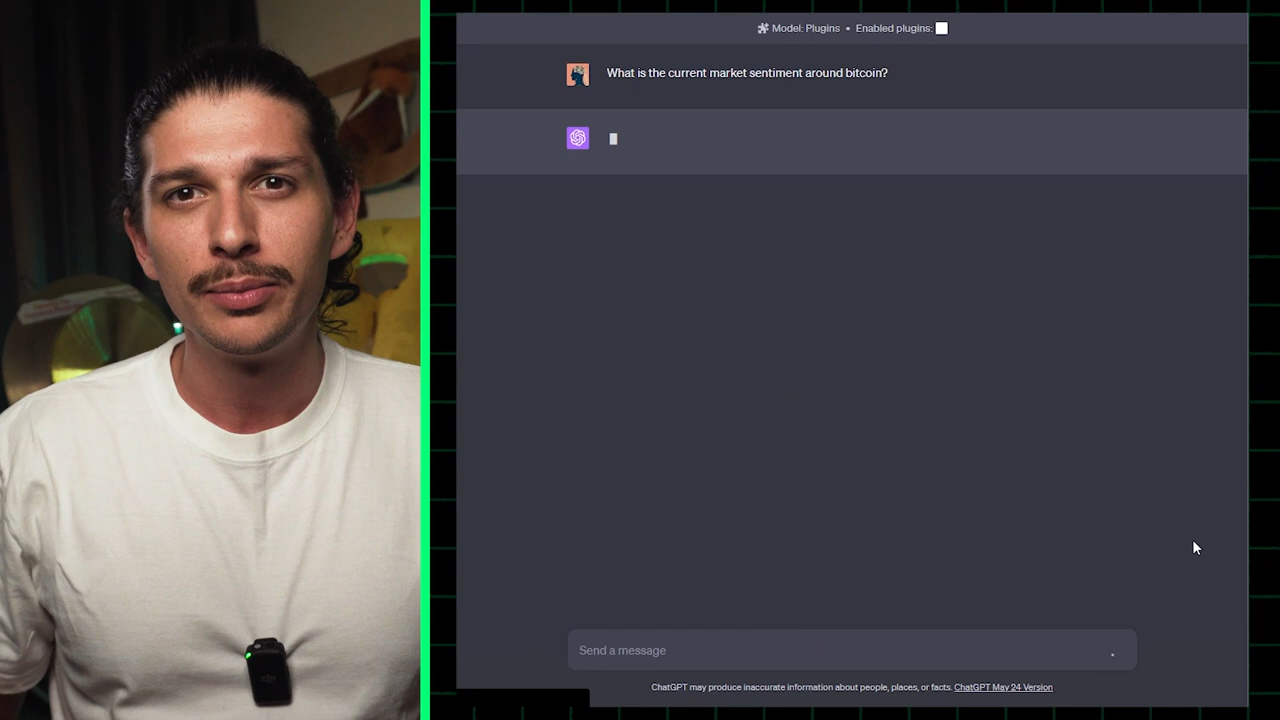 Model: Plugins • Enabled plugins:
What is the current market sentiment around bitcoin?
Send a message
ChatGPT may produce inaccurate information about people, places, or facts. ChatGPT May 24 Version